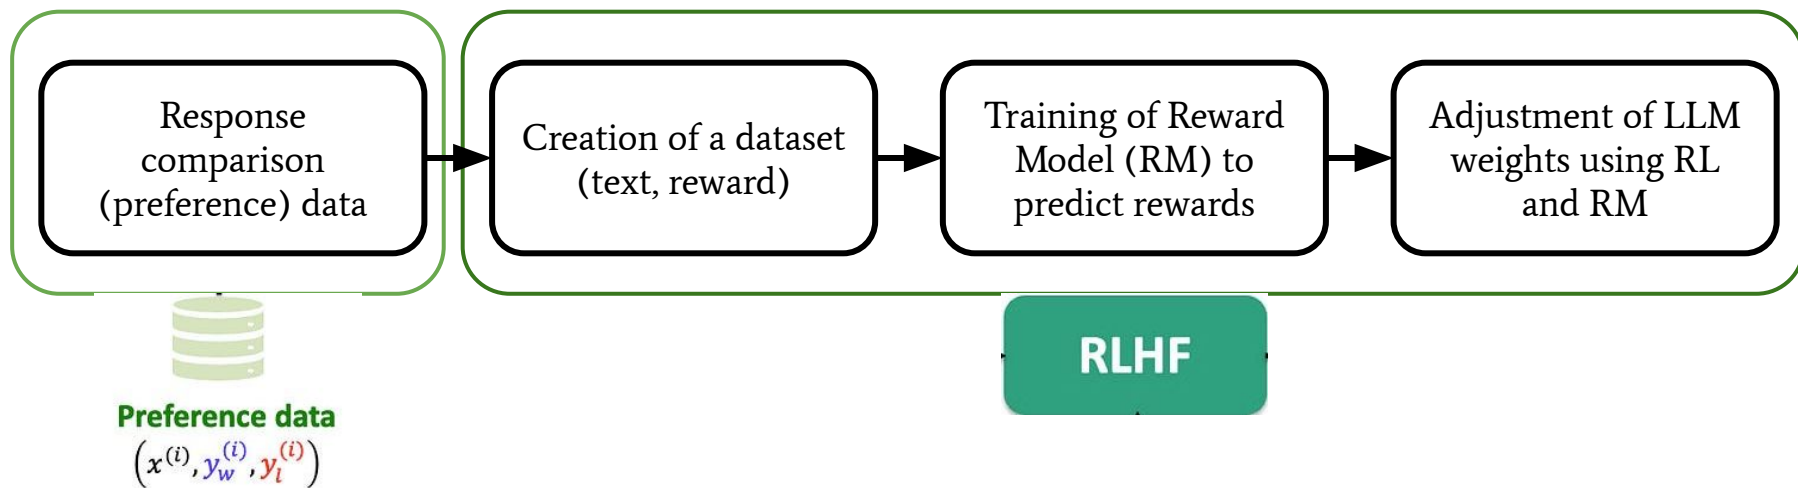 Response
comparison
(preference) data
Creation of a dataset
(text, reward)
Training of Reward
Model (RM) to
predict rewards
Adjustment of LLM
weights using RL
and RM
Preference data
(x^{(i)}, y_w^{(i)}, y_l^{(i)})
RLHF